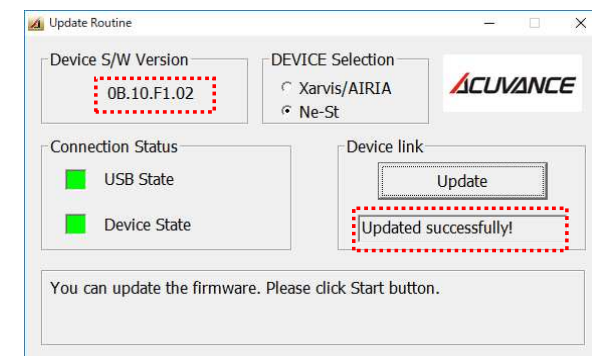 Update Routine
Device S/W Version
0B.10.F1.02
DEVICE Selection
Xarvis/AIRIA
Ne-St
ACUVANCE
Connection Status
USB State
Device State
Device link
Update
Updated successfully!
You can update the firmware. Please click Start button.